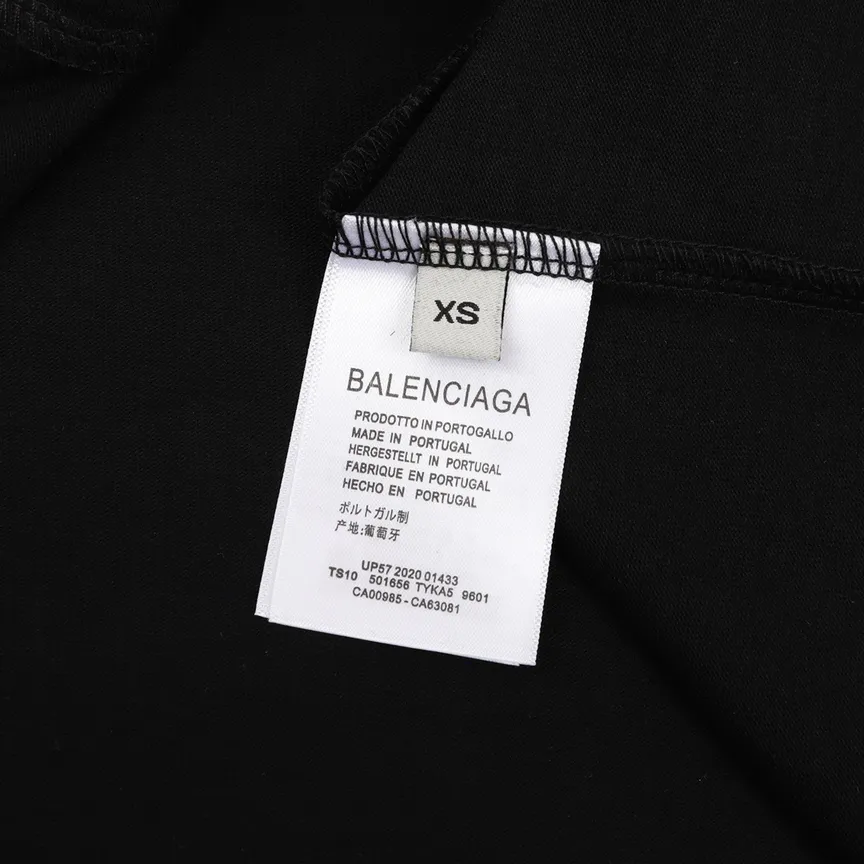 XS
BALENCIAGA
PRODOTTO IN PORTOGALLO
MADE IN PORTUGAL
HERGESTELLT IN PORTUGAL
FABRIQUE EN PORTUGAL
HECHO EN PORTUGAL
ポルトガル制
产地:葡萄牙
UP57 2020 01433
TS10 501656 TYKA5 9601
CA00985-CA63081